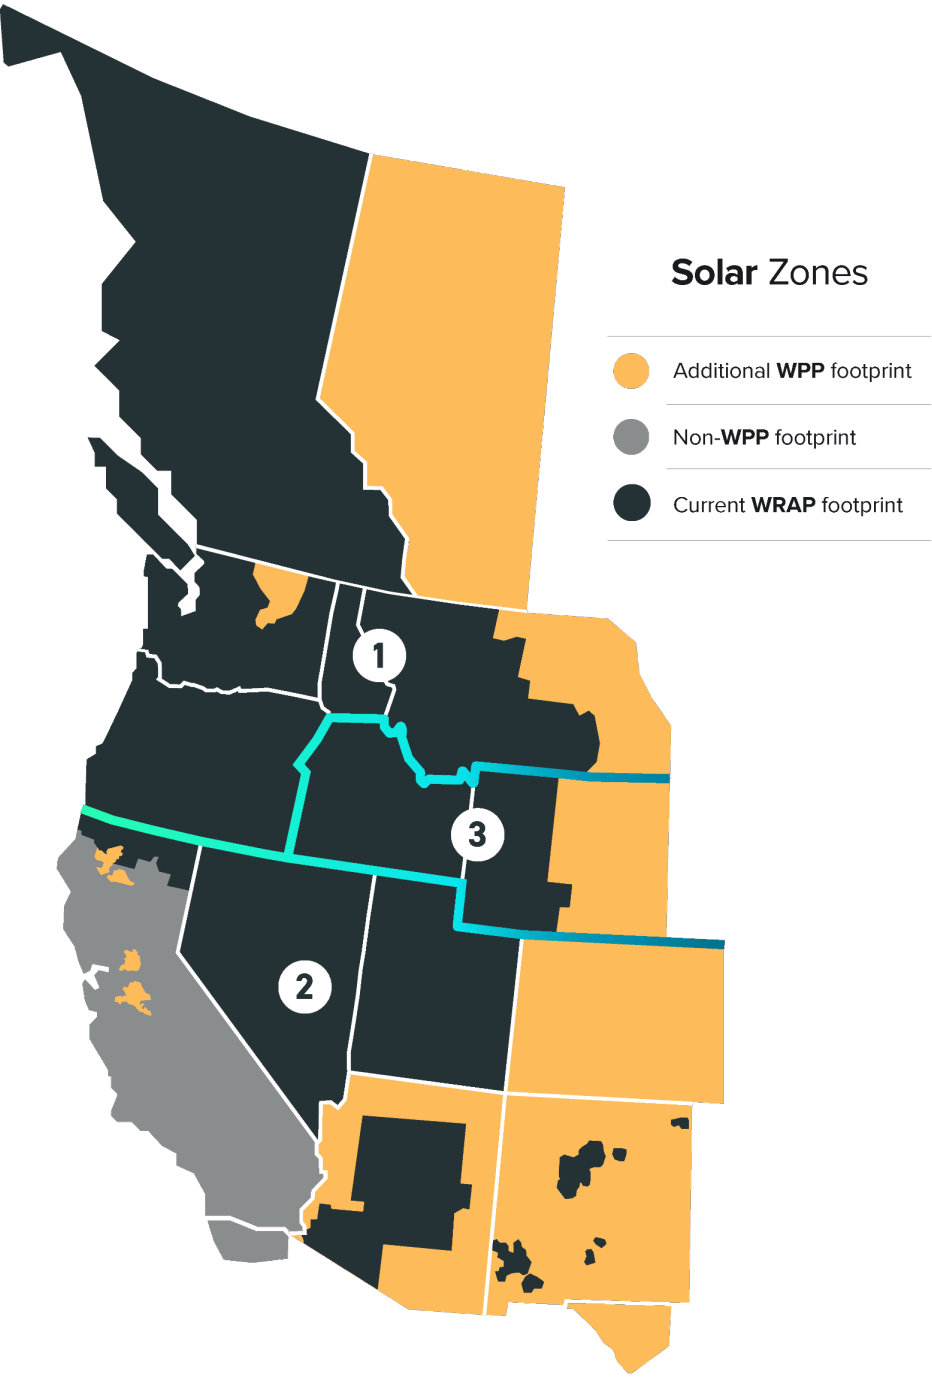 Solar Zones
Additional WPP footprint
Non-WPP footprint
Current WRAP footprint
1
3
2